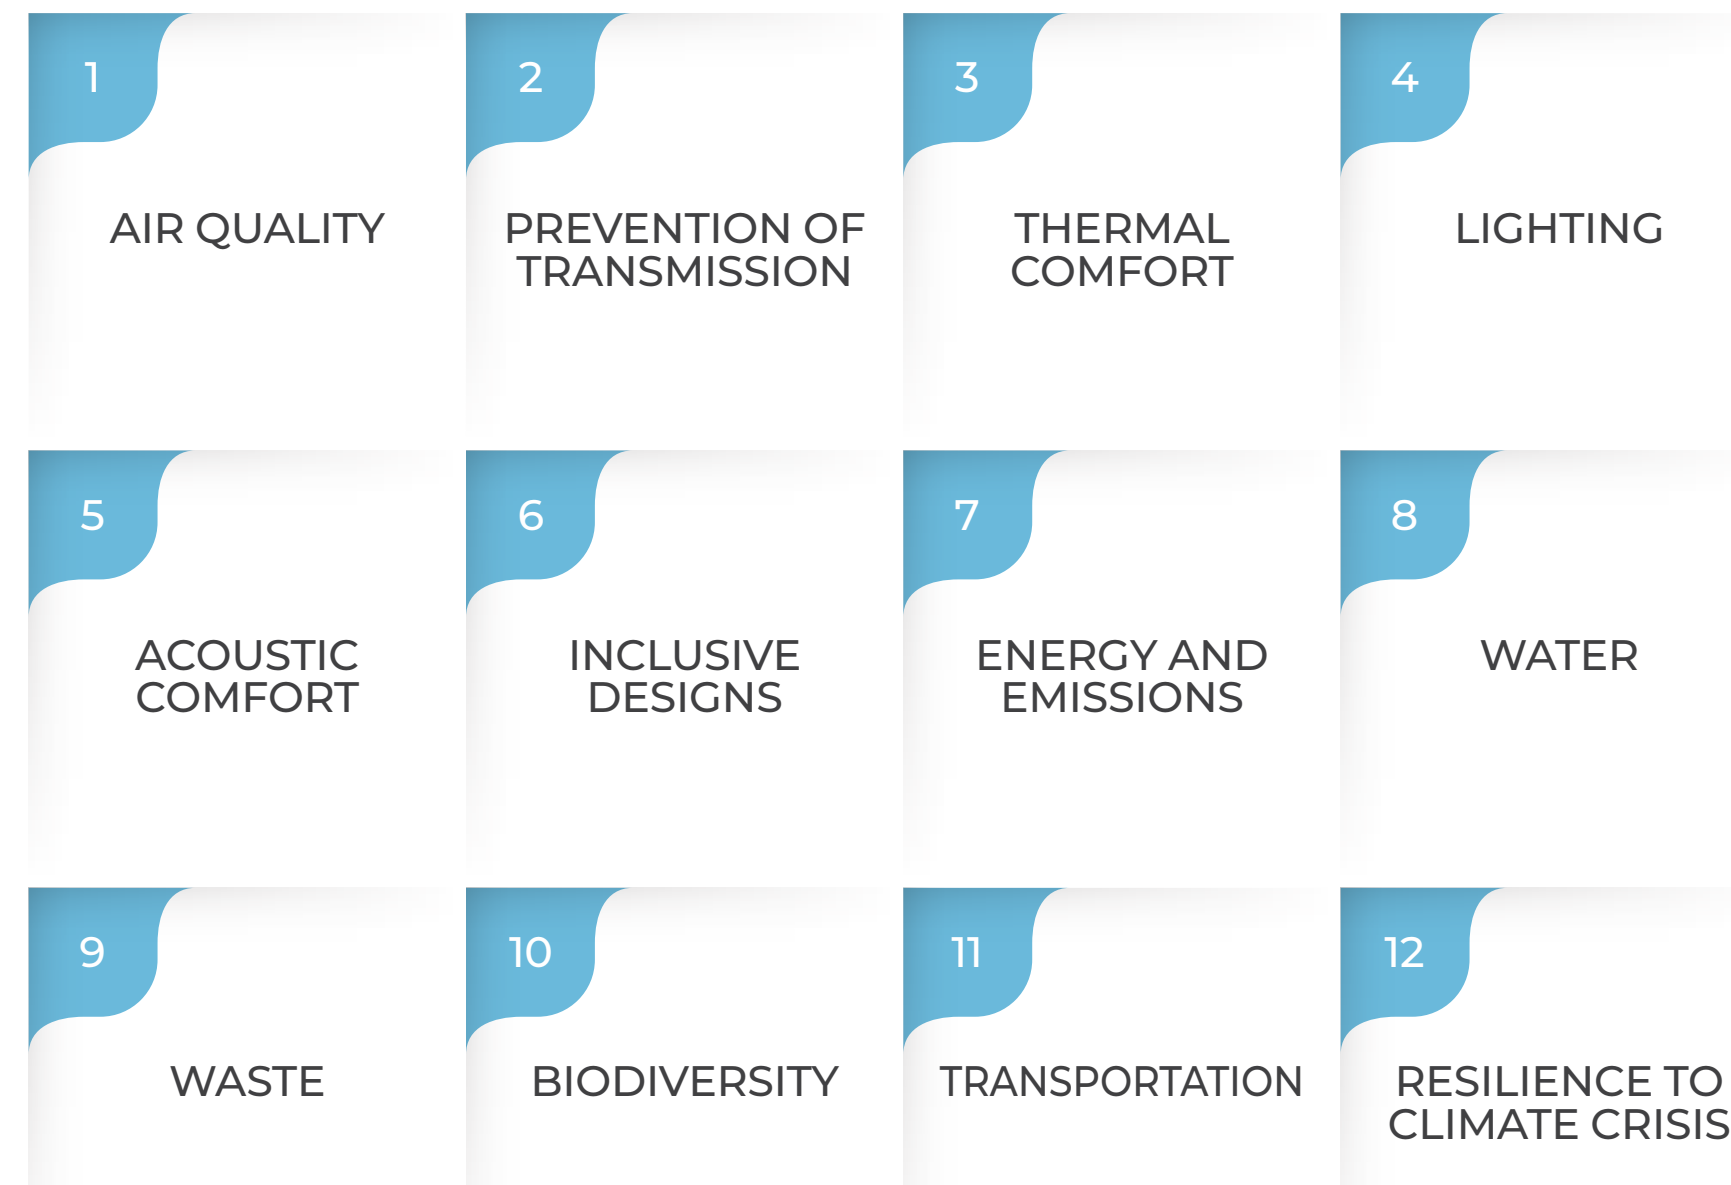 1
AIR QUALITY
2
PREVENTION OF
TRANSMISSION
3
THERMAL
COMFORT
4
LIGHTING
5
ACOUSTIC
COMFORT
6
INCLUSIVE
DESIGNS
7
ENERGY AND
EMISSIONS
8
WATER
9
WASTE
10
BIODIVERSITY
11
TRANSPORTATION
12
RESILIENCE TO
CLIMATE CRISIS